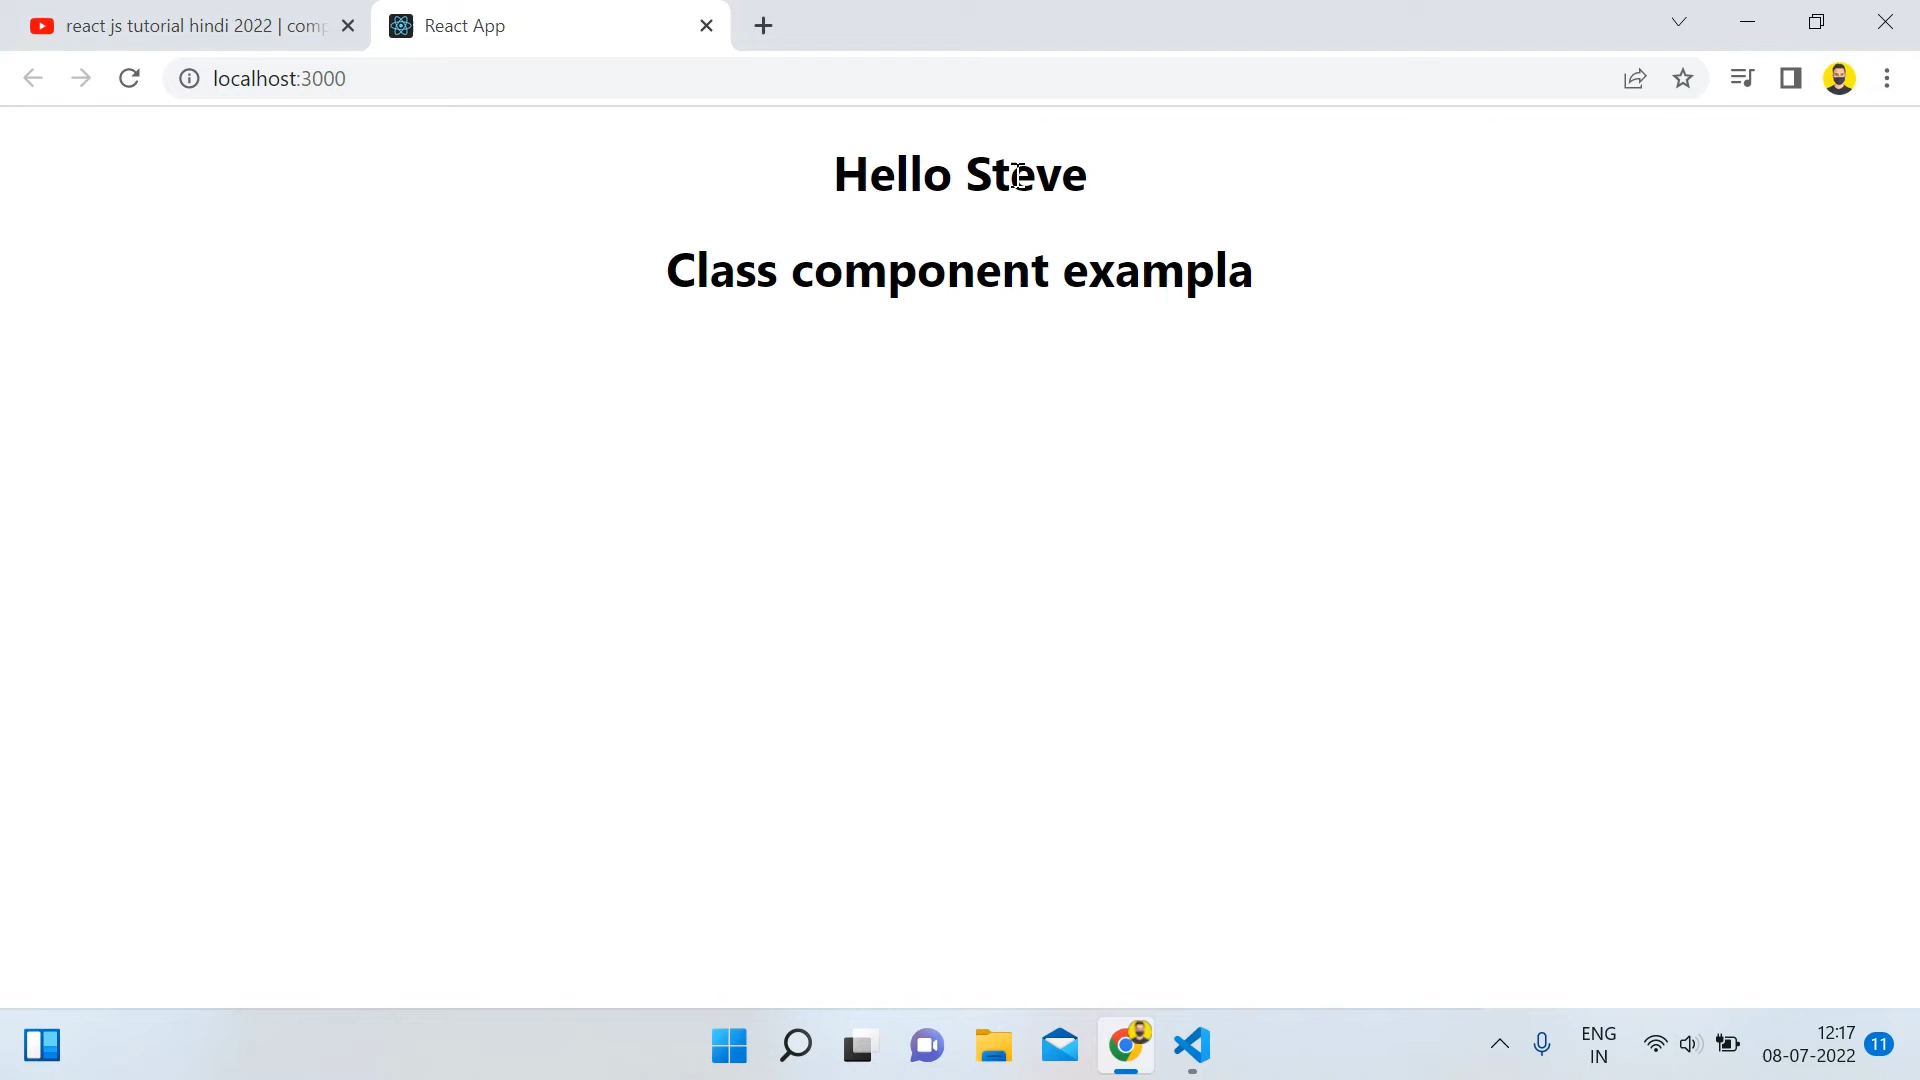 react js tutorial hindi 2022 | comp
React App
localhost:3000
Hello Steve
Class component exampla
ENG
IN
12:17
08-07-2022
11